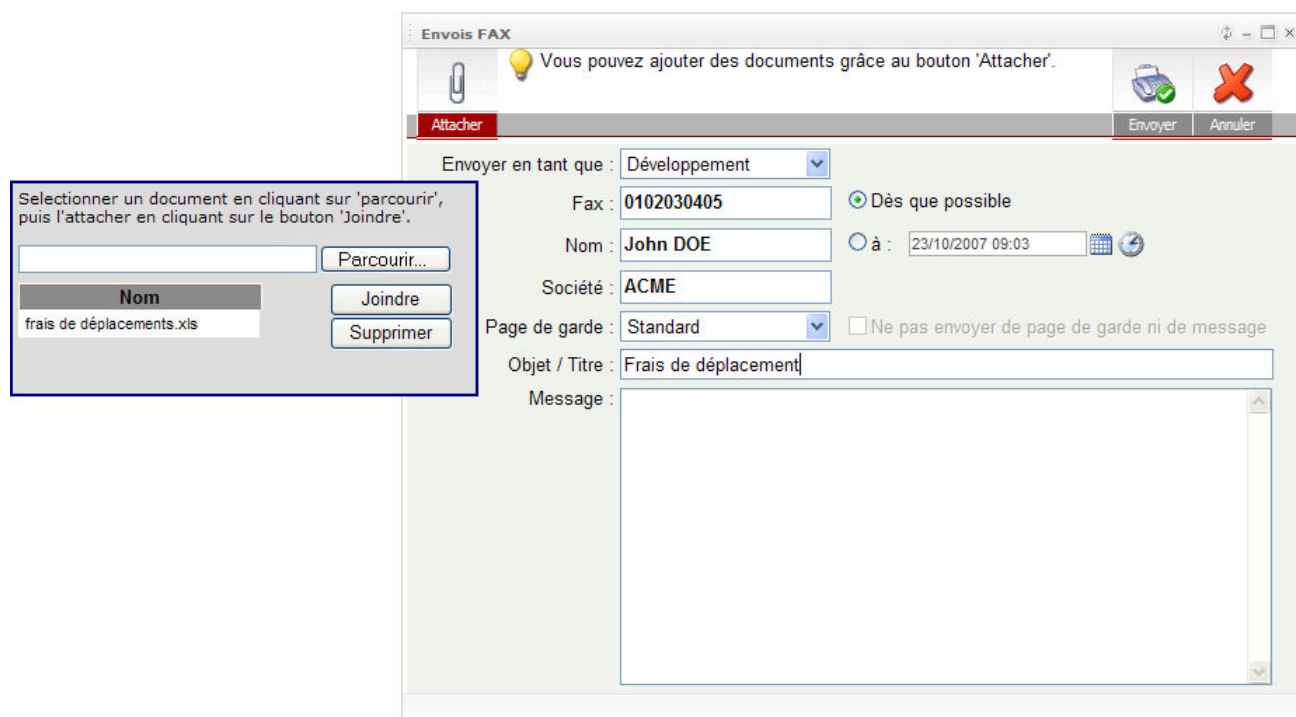 Envois FAX
Vous pouvez ajouter des documents grâce au bouton 'Attacher'.
Attacher
Envoyer
Annuler
Envoyer en tant que : Développement
Selectionner un document en cliquant sur 'parcourir',
puis l'attacher en cliquant sur le bouton 'Joindre'.
Parcourir...
Nom
Joindre
frais de déplacements.xls
Supprimer
Fax : 0102030405
Dès que possible
Nom : John DOE
à : 23/10/2007 09:03
Société : ACME
Page de garde : Standard
Ne pas envoyer de page de garde ni de message
Objet / Titre : Frais de déplacement
Message :